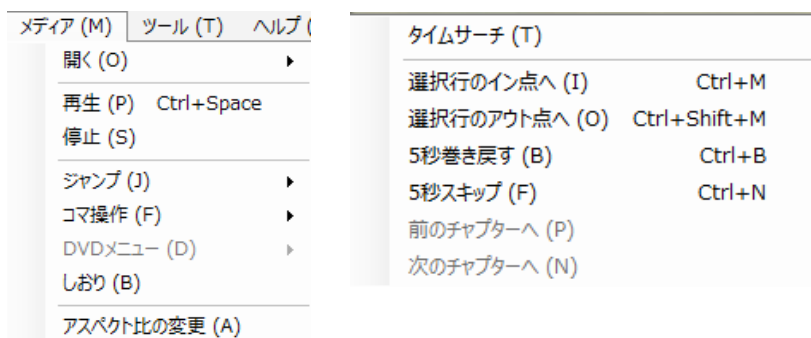 メディア (M) ツール (T) ヘルプ (
開く (O)
再生 (P) Ctrl+Space
停止 (S)
ジャンプ (J)
コマ操作 (F)
DVDメニュー (D)
しおり (B)
アスペクト比の変更 (A)
タイムサーチ (T)
選択行のイン点へ (I) Ctrl+M
選択行のアウト点へ (O) Ctrl+Shift+M
5秒巻き戻す (B) Ctrl+B
5秒スキップ (F) Ctrl+N
前のチャプターへ (P)
次のチャプターへ (N)